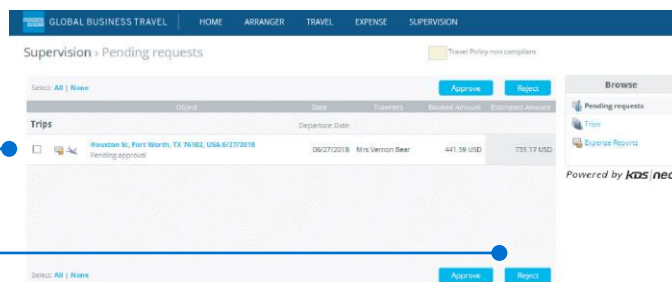 GLOBAL BUSINESS TRAVEL HOME ARRANGER TRAVEL EXPENSE SUPERVISION
Supervision › Pending requests
Travel Policy non compliant
Select: All | None Approve Reject
Object Date Travelers Booked Amount Estimated Amount
Trips Departure Date
Houston St, Fort Worth, TX 76102, USA 6/27/2018
Pending approval
06/27/2018 Mrs Vernon Bear 441.59 USD 731.17 USD
Select: All | None Approve Reject
Browse
Pending requests
Trips
Expense Reports
Powered by KDS|neo